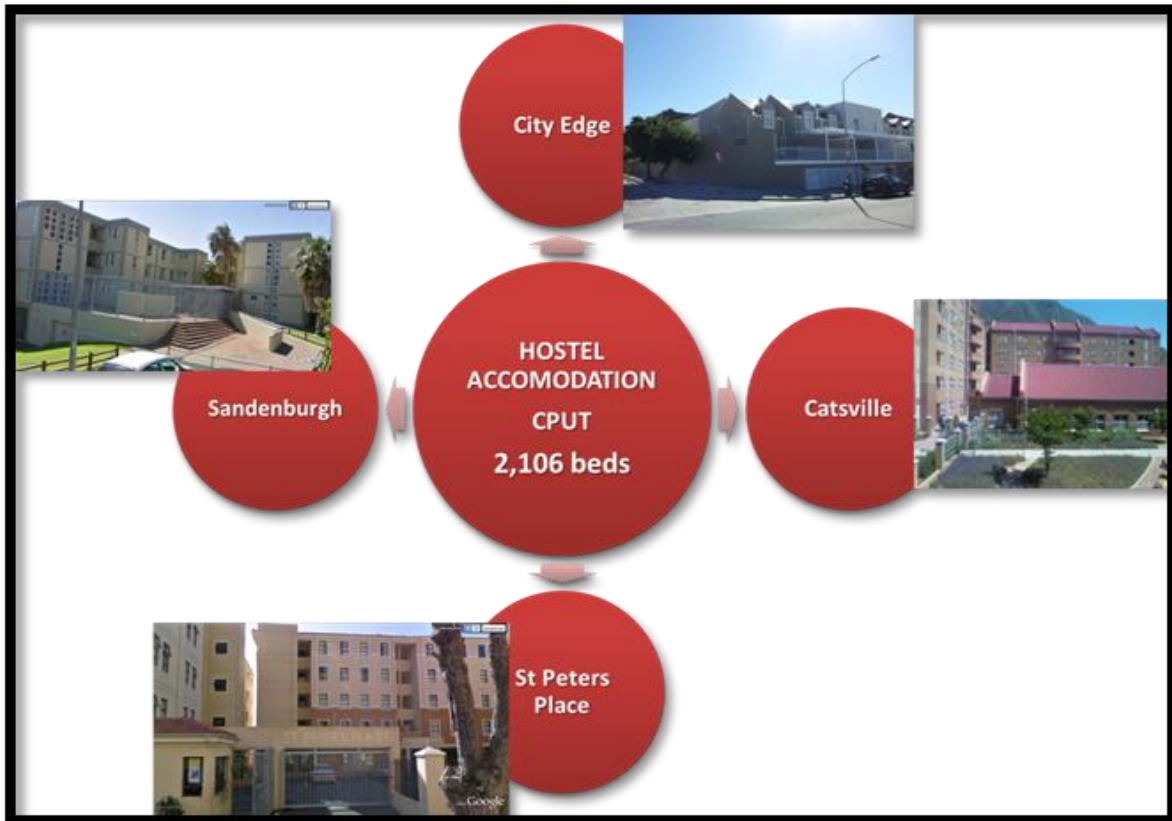 City Edge
HOSTEL
ACCOMODATION
CPUT
2,106 beds
Sandenburgh
Catsville
St Peters
Place
Google